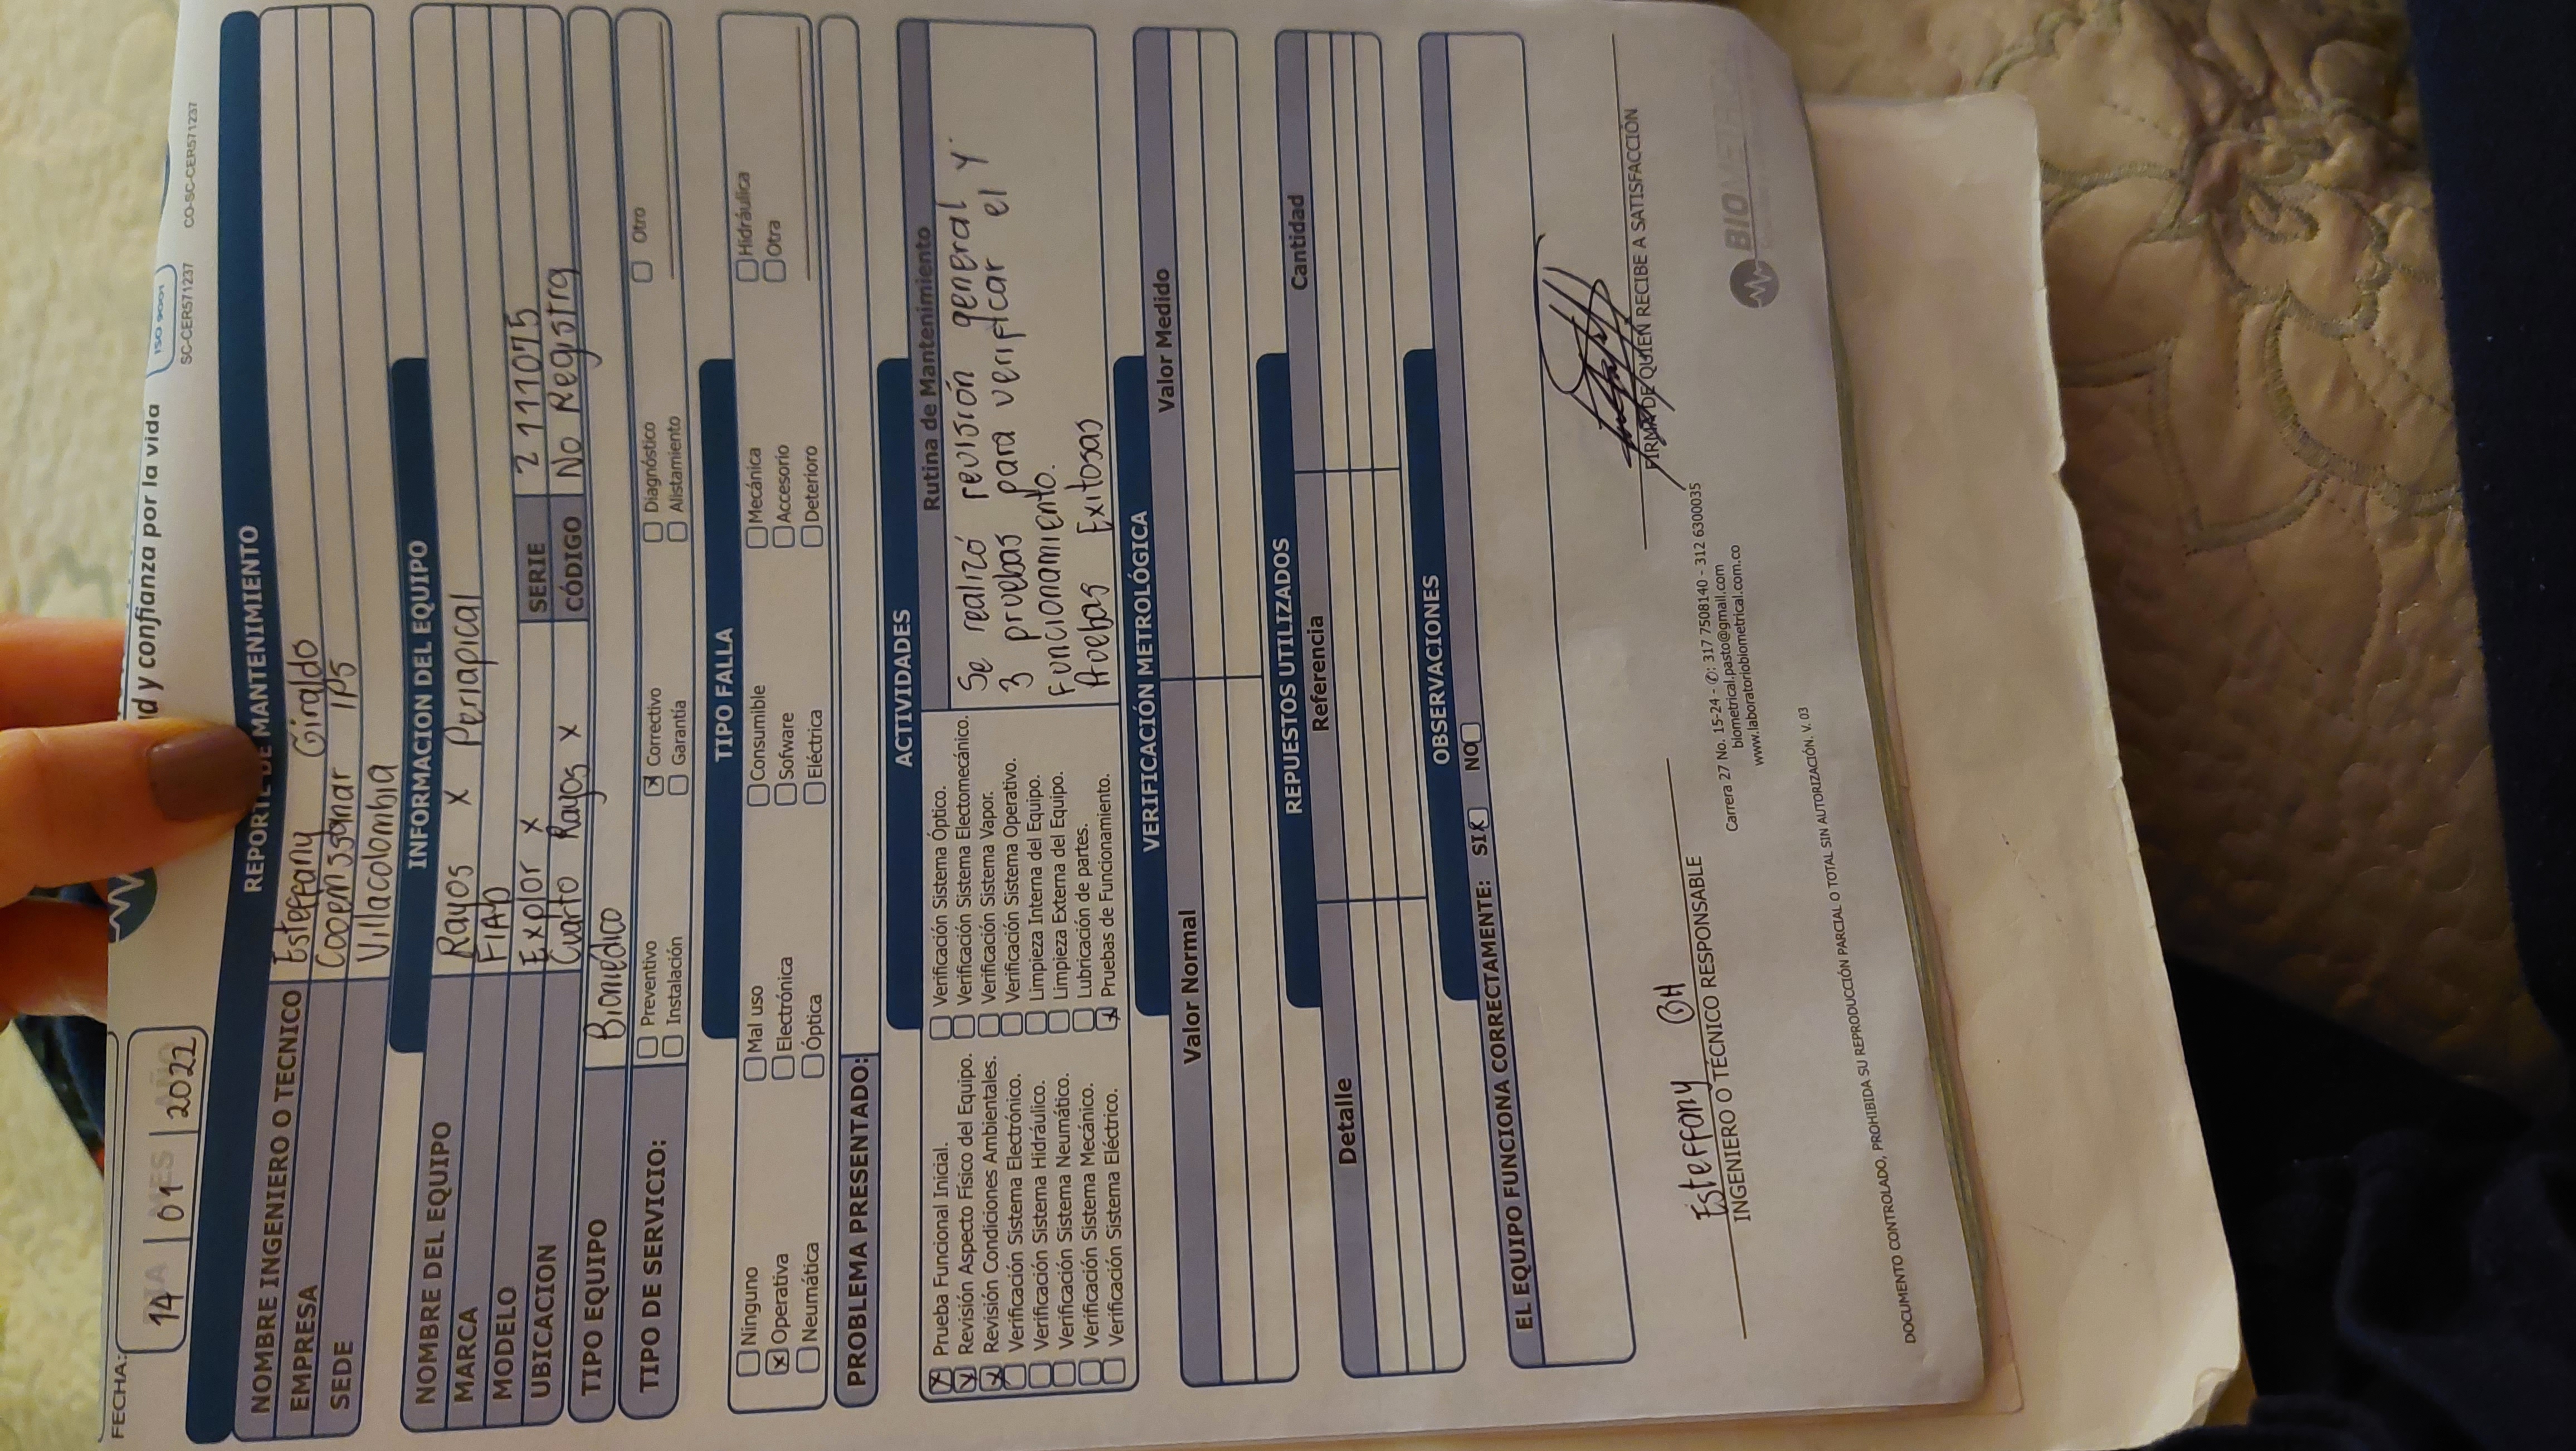 FECHA:
14 | 01 | 2022
d y confianza por la vida
ISO 9001
SC-CER571237 CO-SC-CER571237
REPORTE DE MANTENIMIENTO
NOMBRE INGENIERO O TECNICO Esteffany Giraldo
EMPRESA Cooemssanar IPS
SEDE Villacolombia
INFORMACION DEL EQUIPO
NOMBRE DEL EQUIPO Rayos x Periapical
MARCA FIAD
MODELO Explor x SERIE 2111075
UBICACION Cuarto Rayos x CÓDIGO No Registra
TIPO EQUIPO Biomédico
TIPO DE SERVICIO: Preventivo Correctivo Diagnóstico Otro
Instalación Garantía Alistamiento
TIPO FALLA
Ninguno Mal uso Consumible Mecánica Hidráulica
Operativa Electrónica Sofware Accesorio Otra
Neumática Óptica Eléctrica Deterioro
PROBLEMA PRESENTADO:
ACTIVIDADES
Prueba Funcional Inicial.
Revisión Aspecto Físico del Equipo.
Revisión Condiciones Ambientales.
Verificación Sistema Electrónico.
Verificación Sistema Hidráulico.
Verificación Sistema Neumático.
Verificación Sistema Mecánico.
Verificación Sistema Eléctrico.
Verificación Sistema Óptico.
Verificación Sistema Electomecánico.
Verificación Sistema Vapor.
Verificación Sistema Operativo.
Limpieza Interna del Equipo.
Limpieza Externa del Equipo.
Lubricación de partes.
Pruebas de Funcionamiento.
Rutina de Mantenimiento
Se realizó revisión general y
3 pruebas para verificar el
Funcionamiento.
Pruebas Exitosas
VERIFICACIÓN METROLÓGICA
Valor Normal Valor Medido
REPUESTOS UTILIZADOS
Detalle Referencia Cantidad
OBSERVACIONES
EL EQUIPO FUNCIONA CORRECTAMENTE: SI NO
Esteffany GH
INGENIERO O TÉCNICO RESPONSABLE
FIRMA DE QUIEN RECIBE A SATISFACCIÓN
Carrera 27 No. 15-24 - ✆: 317 7508140 - 312 6300035
biometrical.pasto@gmail.com
www.laboratoriobiometrical.com.co
BIOMETRICAL
DOCUMENTO CONTROLADO, PROHIBIDA SU REPRODUCCIÓN PARCIAL O TOTAL SIN AUTORIZACIÓN. V. 03